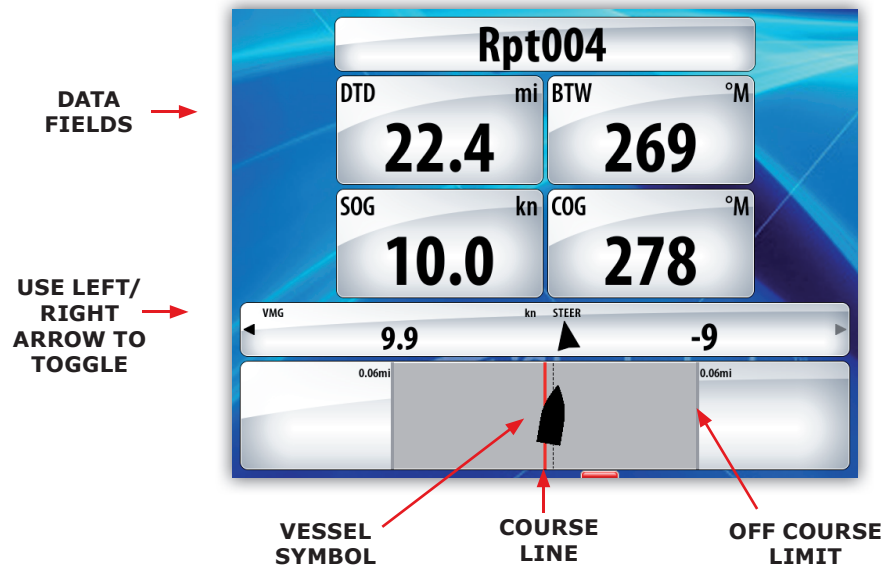 Rpt004
DATA
FIELDS
DTD mi BTW °M
22.4 269
SOG kn COG °M
10.0 278
USE LEFT/
RIGHT
ARROW TO
TOGGLE
VMG kn STEER
9.9 -9
0.06mi 0.06mi
VESSEL
SYMBOL
COURSE
LINE
OFF COURSE
LIMIT